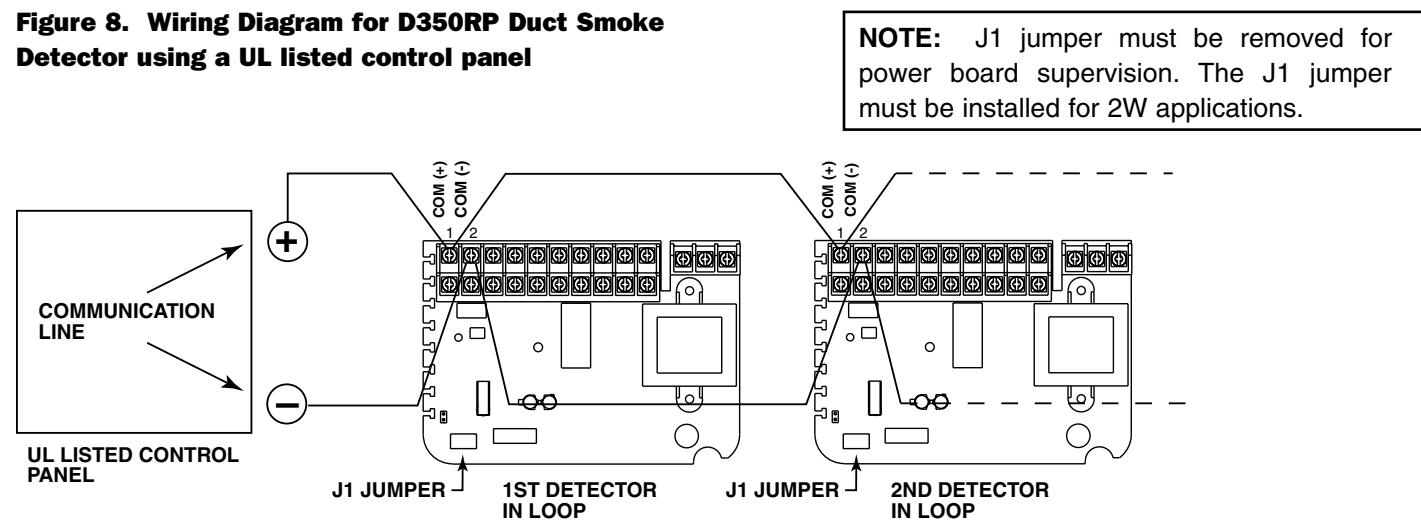 Figure 8.  Wiring Diagram for D350RP Duct Smoke
Detector using a UL listed control panel
NOTE: J1 jumper must be removed for
power board supervision. The J1 jumper
must be installed for 2W applications.
COM (+)
COM (-)
1 2
COM (+)
COM (-)
1 2
+
COMMUNICATION
LINE
−
UL LISTED CONTROL
PANEL
J1 JUMPER
1ST DETECTOR
IN LOOP
J1 JUMPER
2ND DETECTOR
IN LOOP